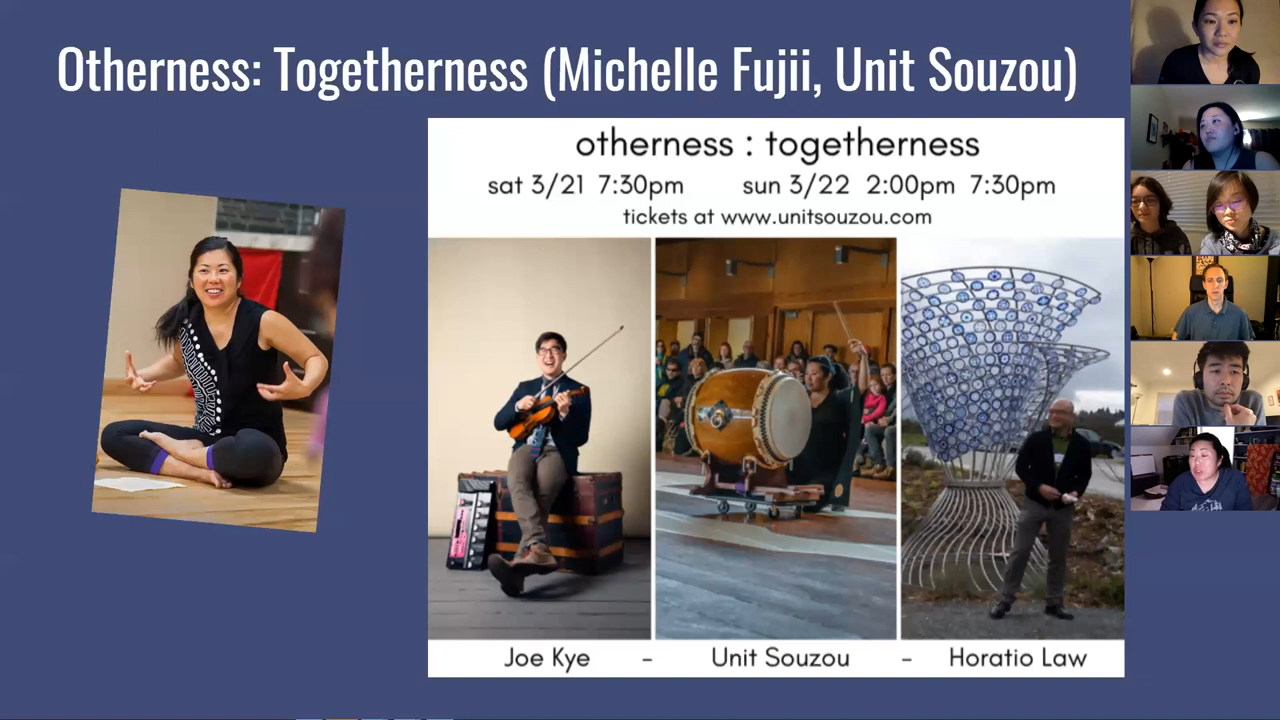 Otherness: Togetherness (Michelle Fujii, Unit Souzou)
otherness : togetherness
sat 3/21 7:30pm sun 3/22 2:00pm 7:30pm
tickets at www.unitsouzou.com
Joe Kye - Unit Souzou - Horatio Law